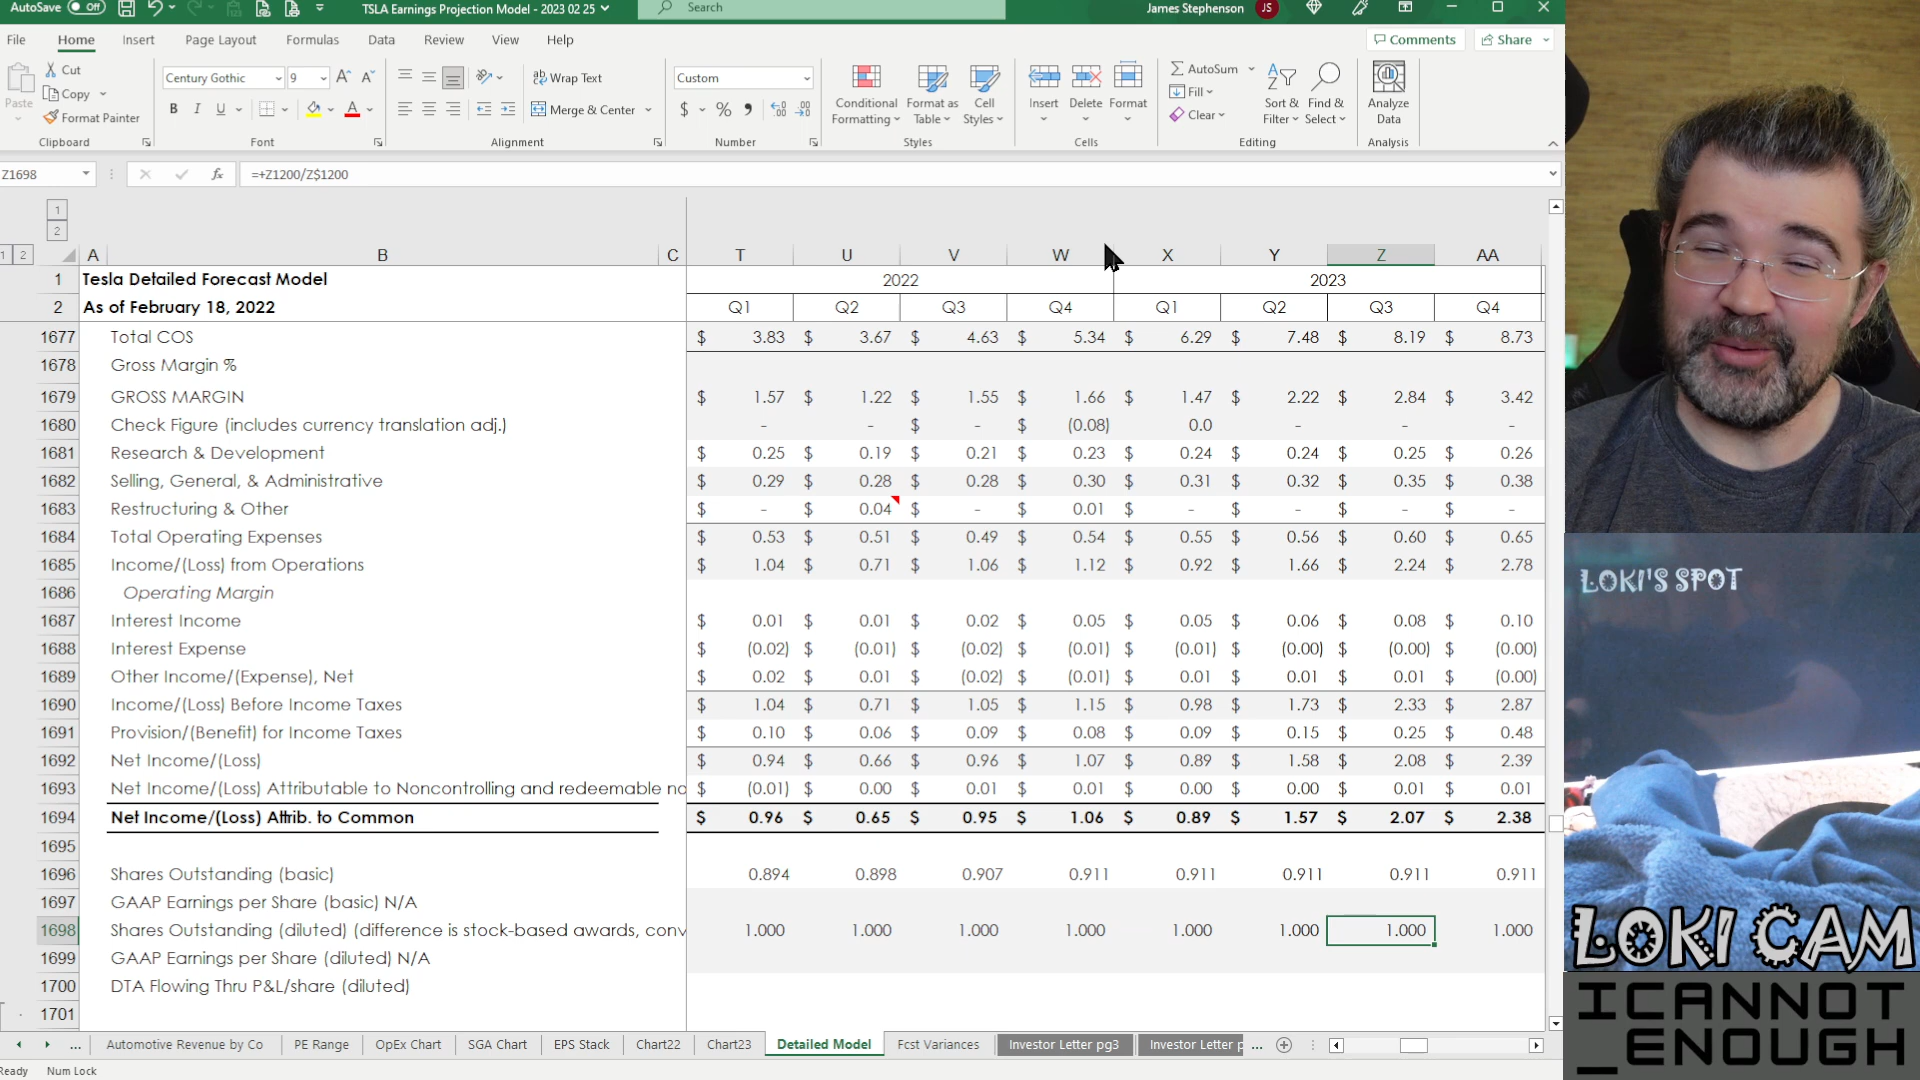 AutoSave Off TSLA Earnings Projection Model - 2023 02 25 Search James Stephenson JS
File Home Insert Page Layout Formulas Data Review View Help Comments Share
Paste Cut Copy Format Painter Clipboard
Century Gothic 9 A A B I U A Font
ab Wrap Text Merge & Center Alignment
Custom $ % , Number
Conditional Formatting Format as Table Cell Styles Styles
Insert Delete Format Cells
AutoSum Fill Clear Sort & Filter Find & Select Editing
Analyze Data Analysis
Z1698 fx =+Z1200/Z$1200
1
2
1 2 A B C T U V W X Y Z AA
1 Tesla Detailed Forecast Model 2022 2023
2 As of February 18, 2022 Q1 Q2 Q3 Q4 Q1 Q2 Q3 Q4
1677 Total COS $ 3.83 $ 3.67 $ 4.63 $ 5.34 $ 6.29 $ 7.48 $ 8.19 $ 8.73
1678 Gross Margin %
1679 GROSS MARGIN $ 1.57 $ 1.22 $ 1.55 $ 1.66 $ 1.47 $ 2.22 $ 2.84 $ 3.42
1680 Check Figure (includes currency translation adj.) - - $ - $ (0.08) 0.0 - - -
1681 Research & Development $ 0.25 $ 0.19 $ 0.21 $ 0.23 $ 0.24 $ 0.24 $ 0.25 $ 0.26
1682 Selling, General, & Administrative $ 0.29 $ 0.28 $ 0.28 $ 0.30 $ 0.31 $ 0.32 $ 0.35 $ 0.38
1683 Restructuring & Other $ - $ 0.04 $ - $ 0.01 $ - $ - $ - $ -
1684 Total Operating Expenses $ 0.53 $ 0.51 $ 0.49 $ 0.54 $ 0.55 $ 0.56 $ 0.60 $ 0.65
1685 Income/(Loss) from Operations $ 1.04 $ 0.71 $ 1.06 $ 1.12 $ 0.92 $ 1.66 $ 2.24 $ 2.78
1686 Operating Margin
1687 Interest Income $ 0.01 $ 0.01 $ 0.02 $ 0.05 $ 0.05 $ 0.06 $ 0.08 $ 0.10
1688 Interest Expense $ (0.02) $ (0.01) $ (0.02) $ (0.01) $ (0.01) $ (0.00) $ (0.00) $ (0.00)
1689 Other Income/(Expense), Net $ 0.02 $ 0.01 $ (0.02) $ (0.01) $ 0.01 $ 0.01 $ 0.01 $ (0.00)
1690 Income/(Loss) Before Income Taxes $ 1.04 $ 0.71 $ 1.05 $ 1.15 $ 0.98 $ 1.73 $ 2.33 $ 2.87
1691 Provision/(Benefit) for Income Taxes $ 0.10 $ 0.06 $ 0.09 $ 0.08 $ 0.09 $ 0.15 $ 0.25 $ 0.48
1692 Net Income/(Loss) $ 0.94 $ 0.66 $ 0.96 $ 1.07 $ 0.89 $ 1.58 $ 2.08 $ 2.39
1693 Net Income/(Loss) Attributable to Noncontrolling and redeemable no $ (0.01) $ 0.00 $ 0.01 $ 0.01 $ 0.00 $ 0.00 $ 0.01 $ 0.01
1694 Net Income/(Loss) Attrib. to Common $ 0.96 $ 0.65 $ 0.95 $ 1.06 $ 0.89 $ 1.57 $ 2.07 $ 2.38
1695
1696 Shares Outstanding (basic) 0.894 0.898 0.907 0.911 0.911 0.911 0.911 0.911
1697 GAAP Earnings per Share (basic) N/A
1698 Shares Outstanding (diluted) (difference is stock-based awards, conv 1.000 1.000 1.000 1.000 1.000 1.000 1.000 1.000
1699 GAAP Earnings per Share (diluted) N/A
1700 DTA Flowing Thru P&L/share (diluted)
1701
... Automotive Revenue by Co PE Range OpEx Chart SGA Chart EPS Stack Chart22 Chart23 Detailed Model Fcst Variances Investor Letter pg3 Investor Letter p ...
Ready Num Lock
LOKI'S SPOT
LOKI CAM
ICANNOT
_ENOUGH